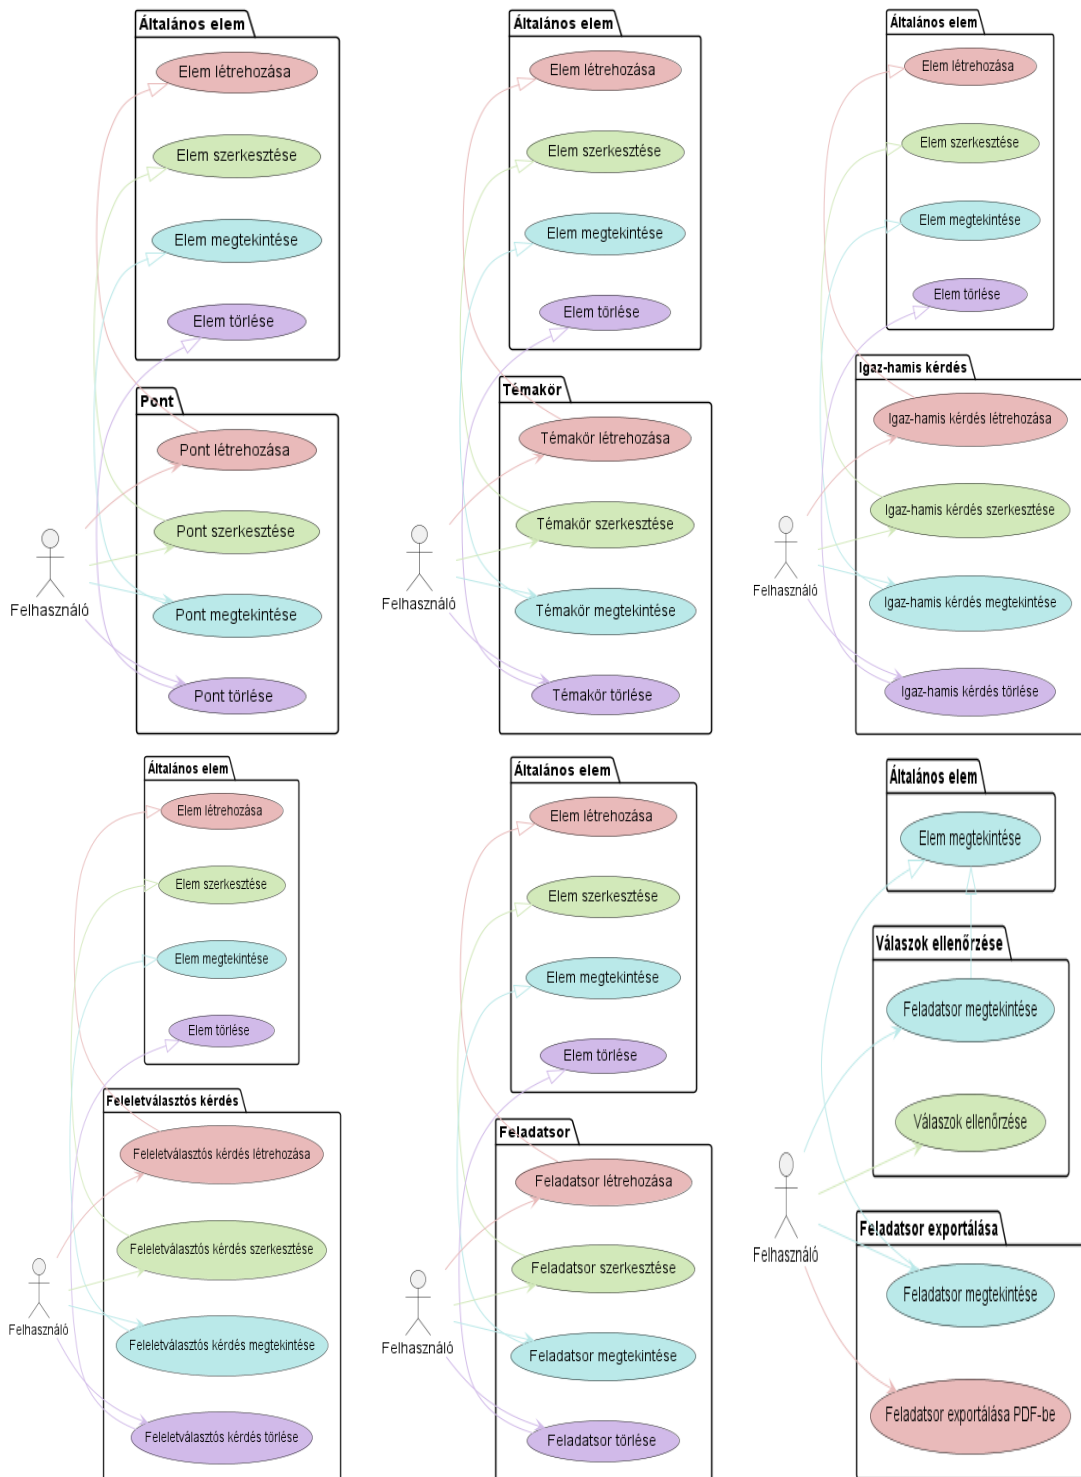 Általános elem
Elem létrehozása
Elem szerkesztése
Elem megtekintése
Elem törlése
Pont
Pont létrehozása
Pont szerkesztése
Pont megtekintése
Pont törlése
Felhasználó
Általános elem
Elem létrehozása
Elem szerkesztése
Elem megtekintése
Elem törlése
Témakör
Témakör létrehozása
Témakör szerkesztése
Témakör megtekintése
Témakör törlése
Felhasználó
Általános elem
Elem létrehozása
Elem szerkesztése
Elem megtekintése
Elem törlése
Igaz-hamis kérdés
Igaz-hamis kérdés létrehozása
Igaz-hamis kérdés szerkesztése
Igaz-hamis kérdés megtekintése
Igaz-hamis kérdés törlése
Felhasználó
Általános elem
Elem létrehozása
Elem szerkesztése
Elem megtekintése
Elem törlése
Feleletválasztós kérdés
Feleletválasztós kérdés létrehozása
Feleletválasztós kérdés szerkesztése
Feleletválasztós kérdés megtekintése
Feleletválasztós kérdés törlése
Felhasználó
Általános elem
Elem létrehozása
Elem szerkesztése
Elem megtekintése
Elem törlése
Feladatsor
Feladatsor létrehozása
Feladatsor szerkesztése
Feladatsor megtekintése
Feladatsor törlése
Felhasználó
Általános elem
Elem megtekintése
Válaszok ellenőrzése
Feladatsor megtekintése
Válaszok ellenőrzése
Felhasználó
Feladatsor exportálása
Feladatsor megtekintése
Feladatsor exportálása PDF-be